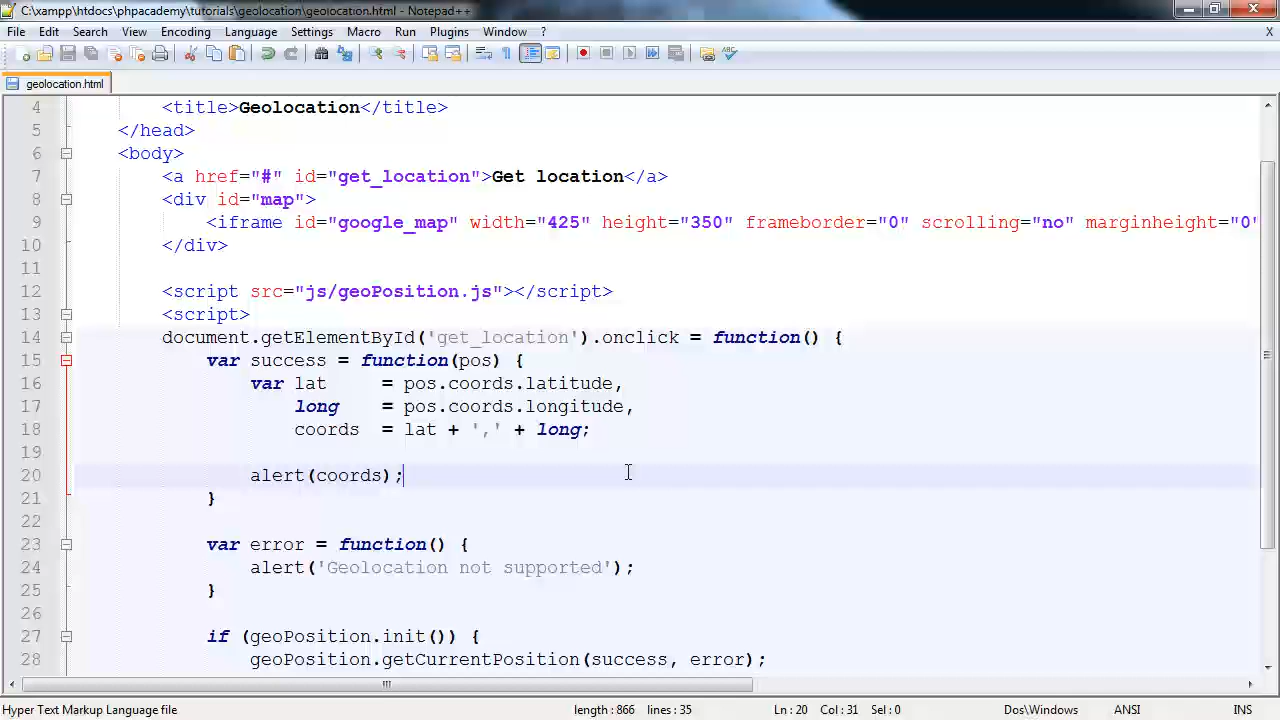 C:\xampp\htdocs\phpacademy\tutorials\geolocation\geolocation.html - Notepad++
File Edit Search View Encoding Language Settings Macro Run Plugins Window ? X
geolocation.html
4 <title>Geolocation</title>
5 </head>
6 <body>
7 <a href="#" id="get_location">Get location</a>
8 <div id="map">
9 <iframe id="google_map" width="425" height="350" frameborder="0" scrolling="no" marginheight="0"
10 </div>
11
12 <script src="js/geoPosition.js"></script>
13 <script>
14 document.getElementById('get_location').onclick = function() {
15 var success = function(pos) {
16 var lat = pos.coords.latitude,
17 long = pos.coords.longitude,
18 coords = lat + ',' + long;
19
20 alert(coords);
21 }
22
23 var error = function() {
24 alert('Geolocation not supported');
25 }
26
27 if (geoPosition.init()) {
28 geoPosition.getCurrentPosition(success, error);
Hyper Text Markup Language file length : 866 lines : 35 Ln : 20 Col : 31 Sel : 0 Dos\Windows ANSI INS